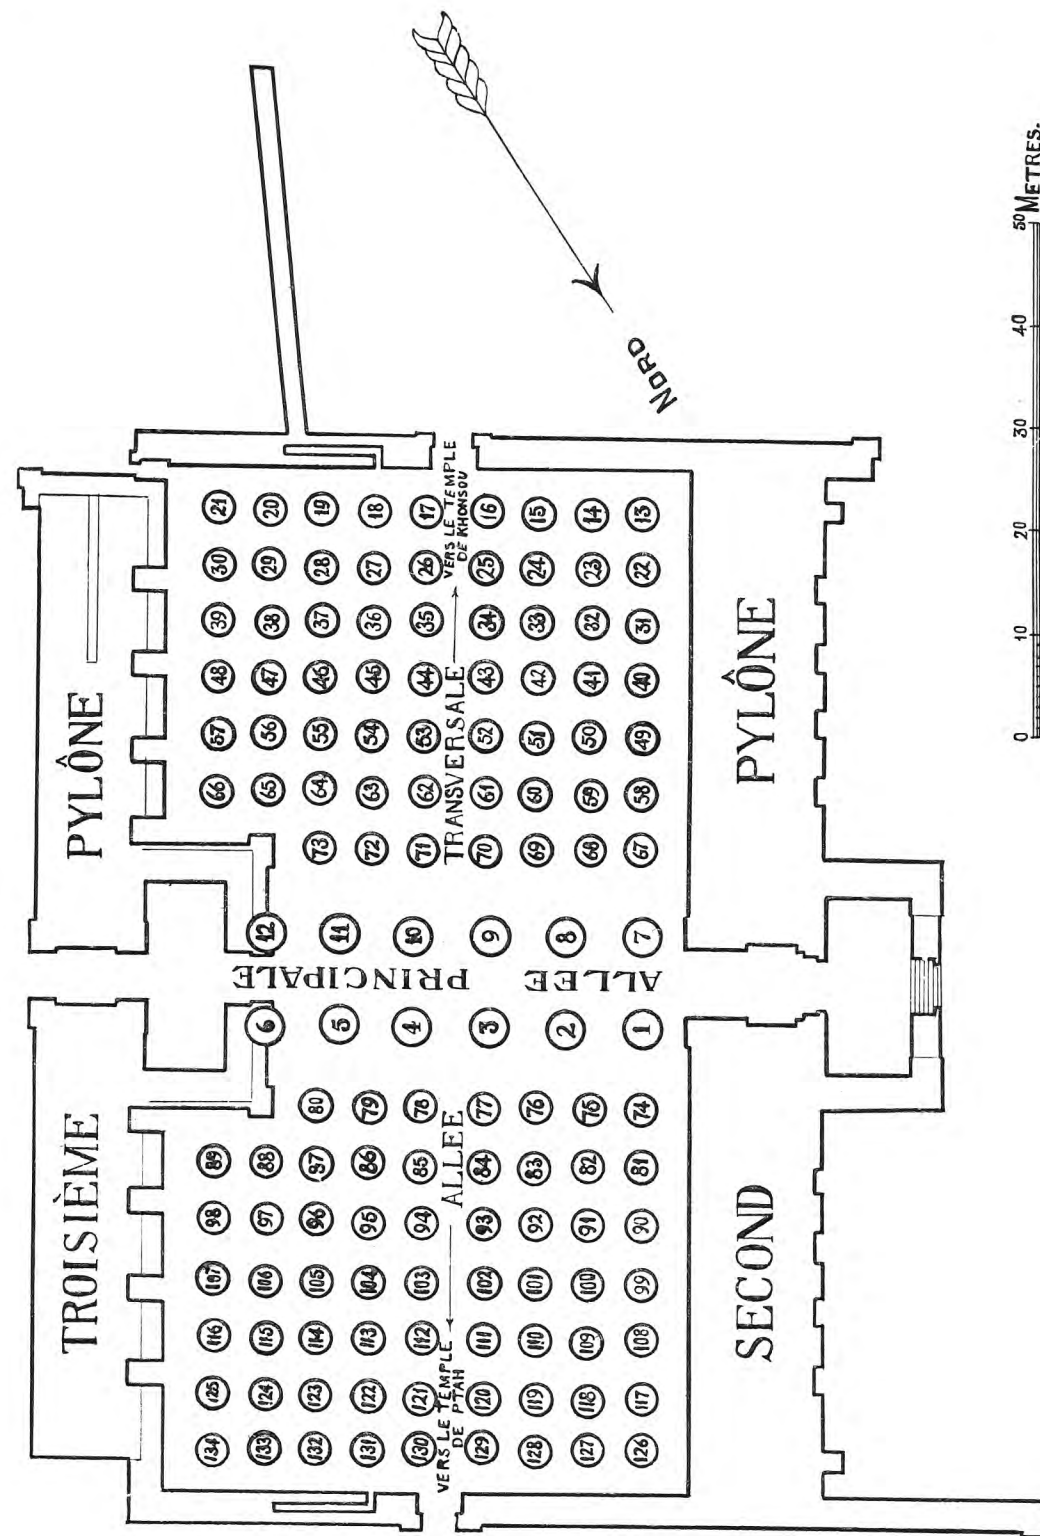 TROISIÈME PYLÔNE
134 125 116 107 98 89 66 57 48 39 30 21
133 124 115 106 97 88 6 12 65 56 47 38 29 20
132 123 114 105 96 87 80 73 64 55 46 37 28 19
5 11
131 122 113 104 95 86 79 72 63 54 45 36 27 18
130 121 112 103 94 85 78 4 10 71 62 53 44 35 26 17
VERS LE TEMPLE
DE PTAH
ALLEE TRANSVERSALE
VERS LE TEMPLE
DE KHONSOU
129 120 111 102 93 84 77 3 9 70 61 52 43 34 25 16
128 119 110 101 92 83 76 69 60 51 42 33 24 15
2 8
127 118 109 100 91 82 75 68 59 50 41 32 23 14
126 117 108 99 90 81 74 1 7 67 58 49 40 31 22 13
ALLEE PRINCIPALE
NORD
SECOND PYLÔNE
0 10 20 30 40 50 METRES.